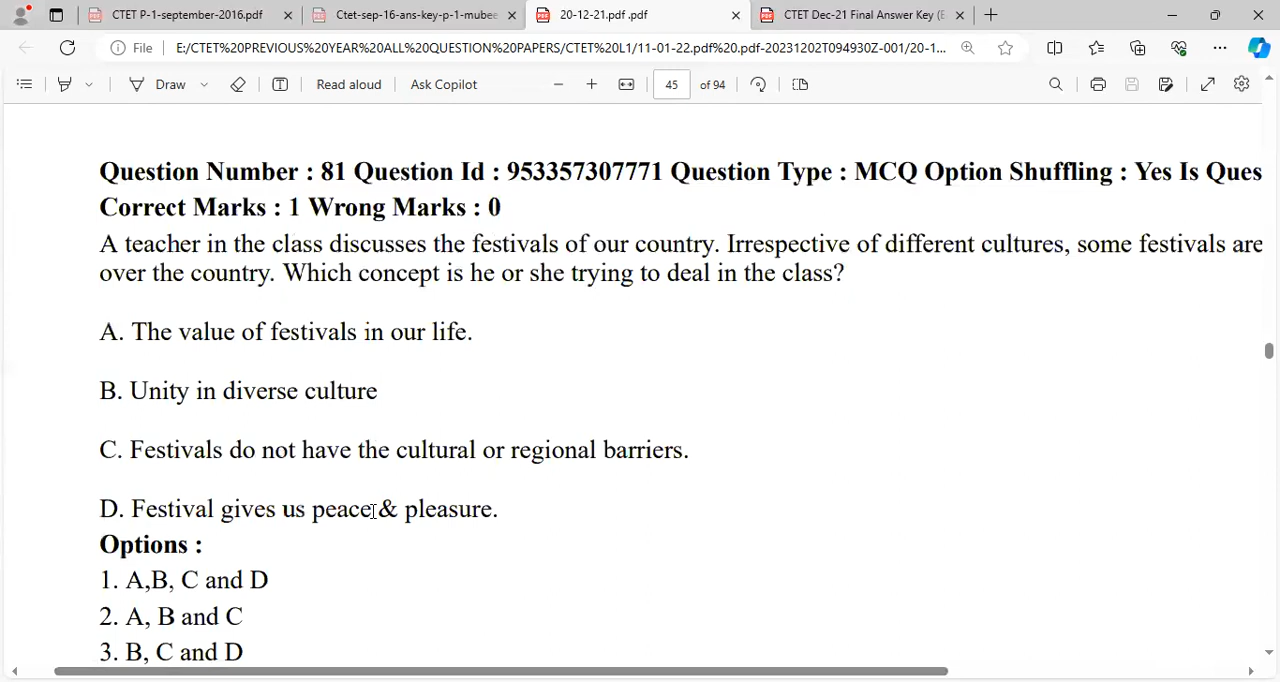 CTET P-1-september-2016.pdf
Ctet-sep-16-ans-key-p-1-mubee
20-12-21.pdf .pdf
CTET Dec-21 Final Answer Key (E
File
E:/CTET%20PREVIOUS%20YEAR%20ALL%20QUESTION%20PAPERS/CTET%20L1/11-01-22.pdf%20.pdf-20231202T094930Z-001/20-1...
Draw
Read aloud
Ask Copilot
45 of 94
Question Number : 81 Question Id : 953357307771 Question Type : MCQ Option Shuffling : Yes Is Ques
Correct Marks : 1 Wrong Marks : 0
A teacher in the class discusses the festivals of our country. Irrespective of different cultures, some festivals are
over the country. Which concept is he or she trying to deal in the class?
A. The value of festivals in our life.
B. Unity in diverse culture
C. Festivals do not have the cultural or regional barriers.
D. Festival gives us peace & pleasure.
Options :
1. A,B, C and D
2. A, B and C
3. B, C and D